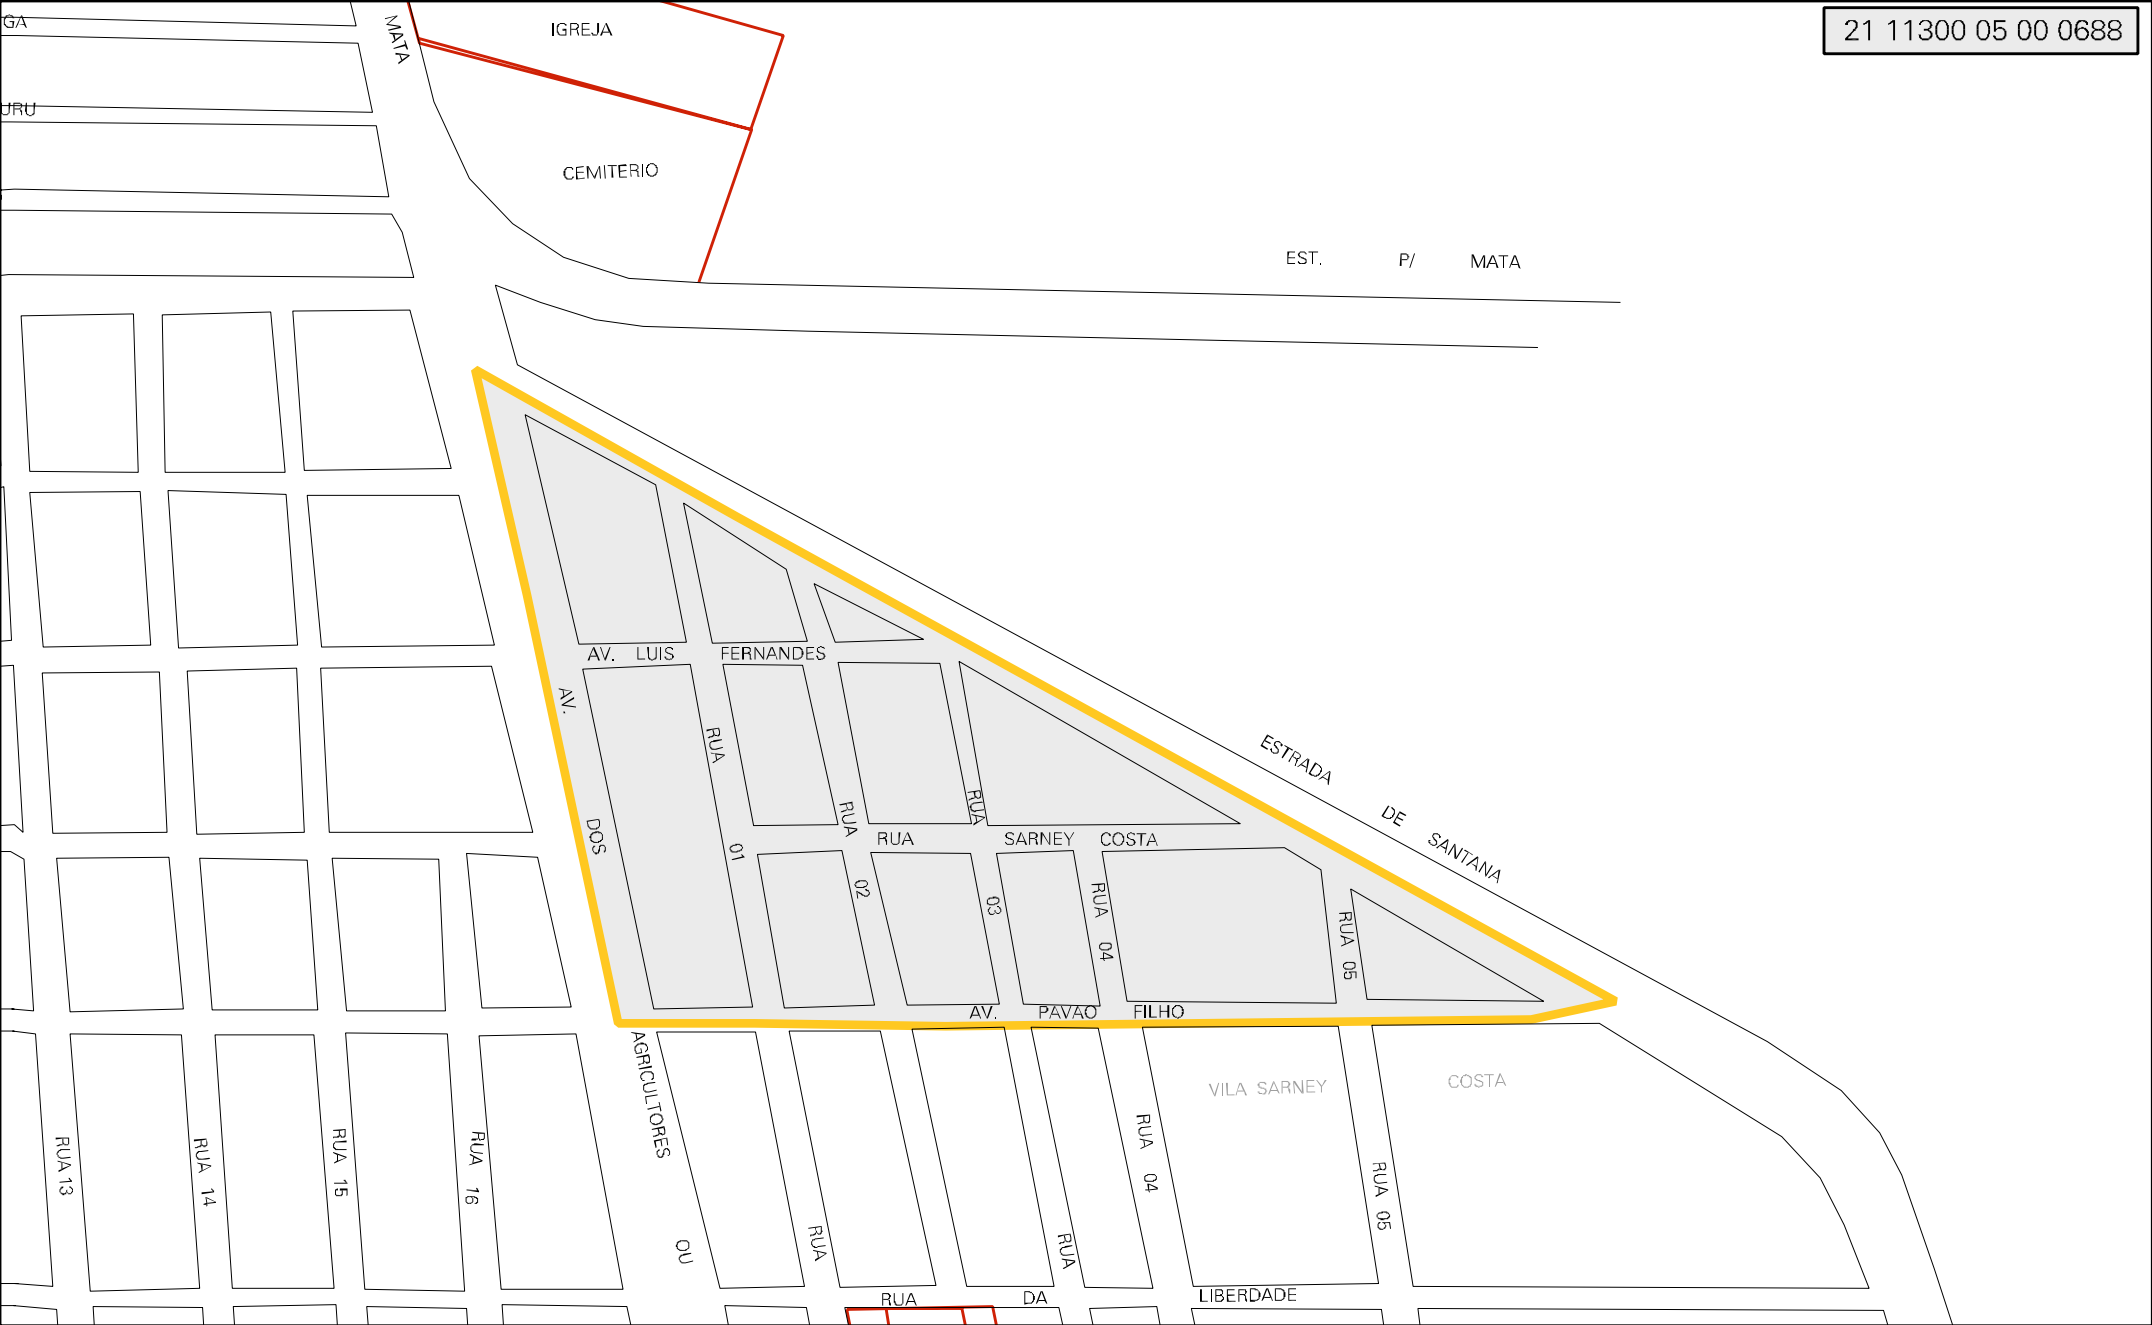 GA
MATA
IGREJA
21 11300 05 00 0688
URU
CEMITERIO
EST. P/ MATA
AV. LUIS FERNANDES
AV. DOS AGRICULTORES OU
RUA 01
RUA 02
RUA 03
RUA SARNEY COSTA
RUA 04
RUA 05
ESTRADA DE SANTANA
AV. PAVAO FILHO
VILA SARNEY COSTA
RUA 13
RUA 14
RUA 15
RUA 16
RUA
RUA
RUA 04
RUA 05
RUA DA LIBERDADE